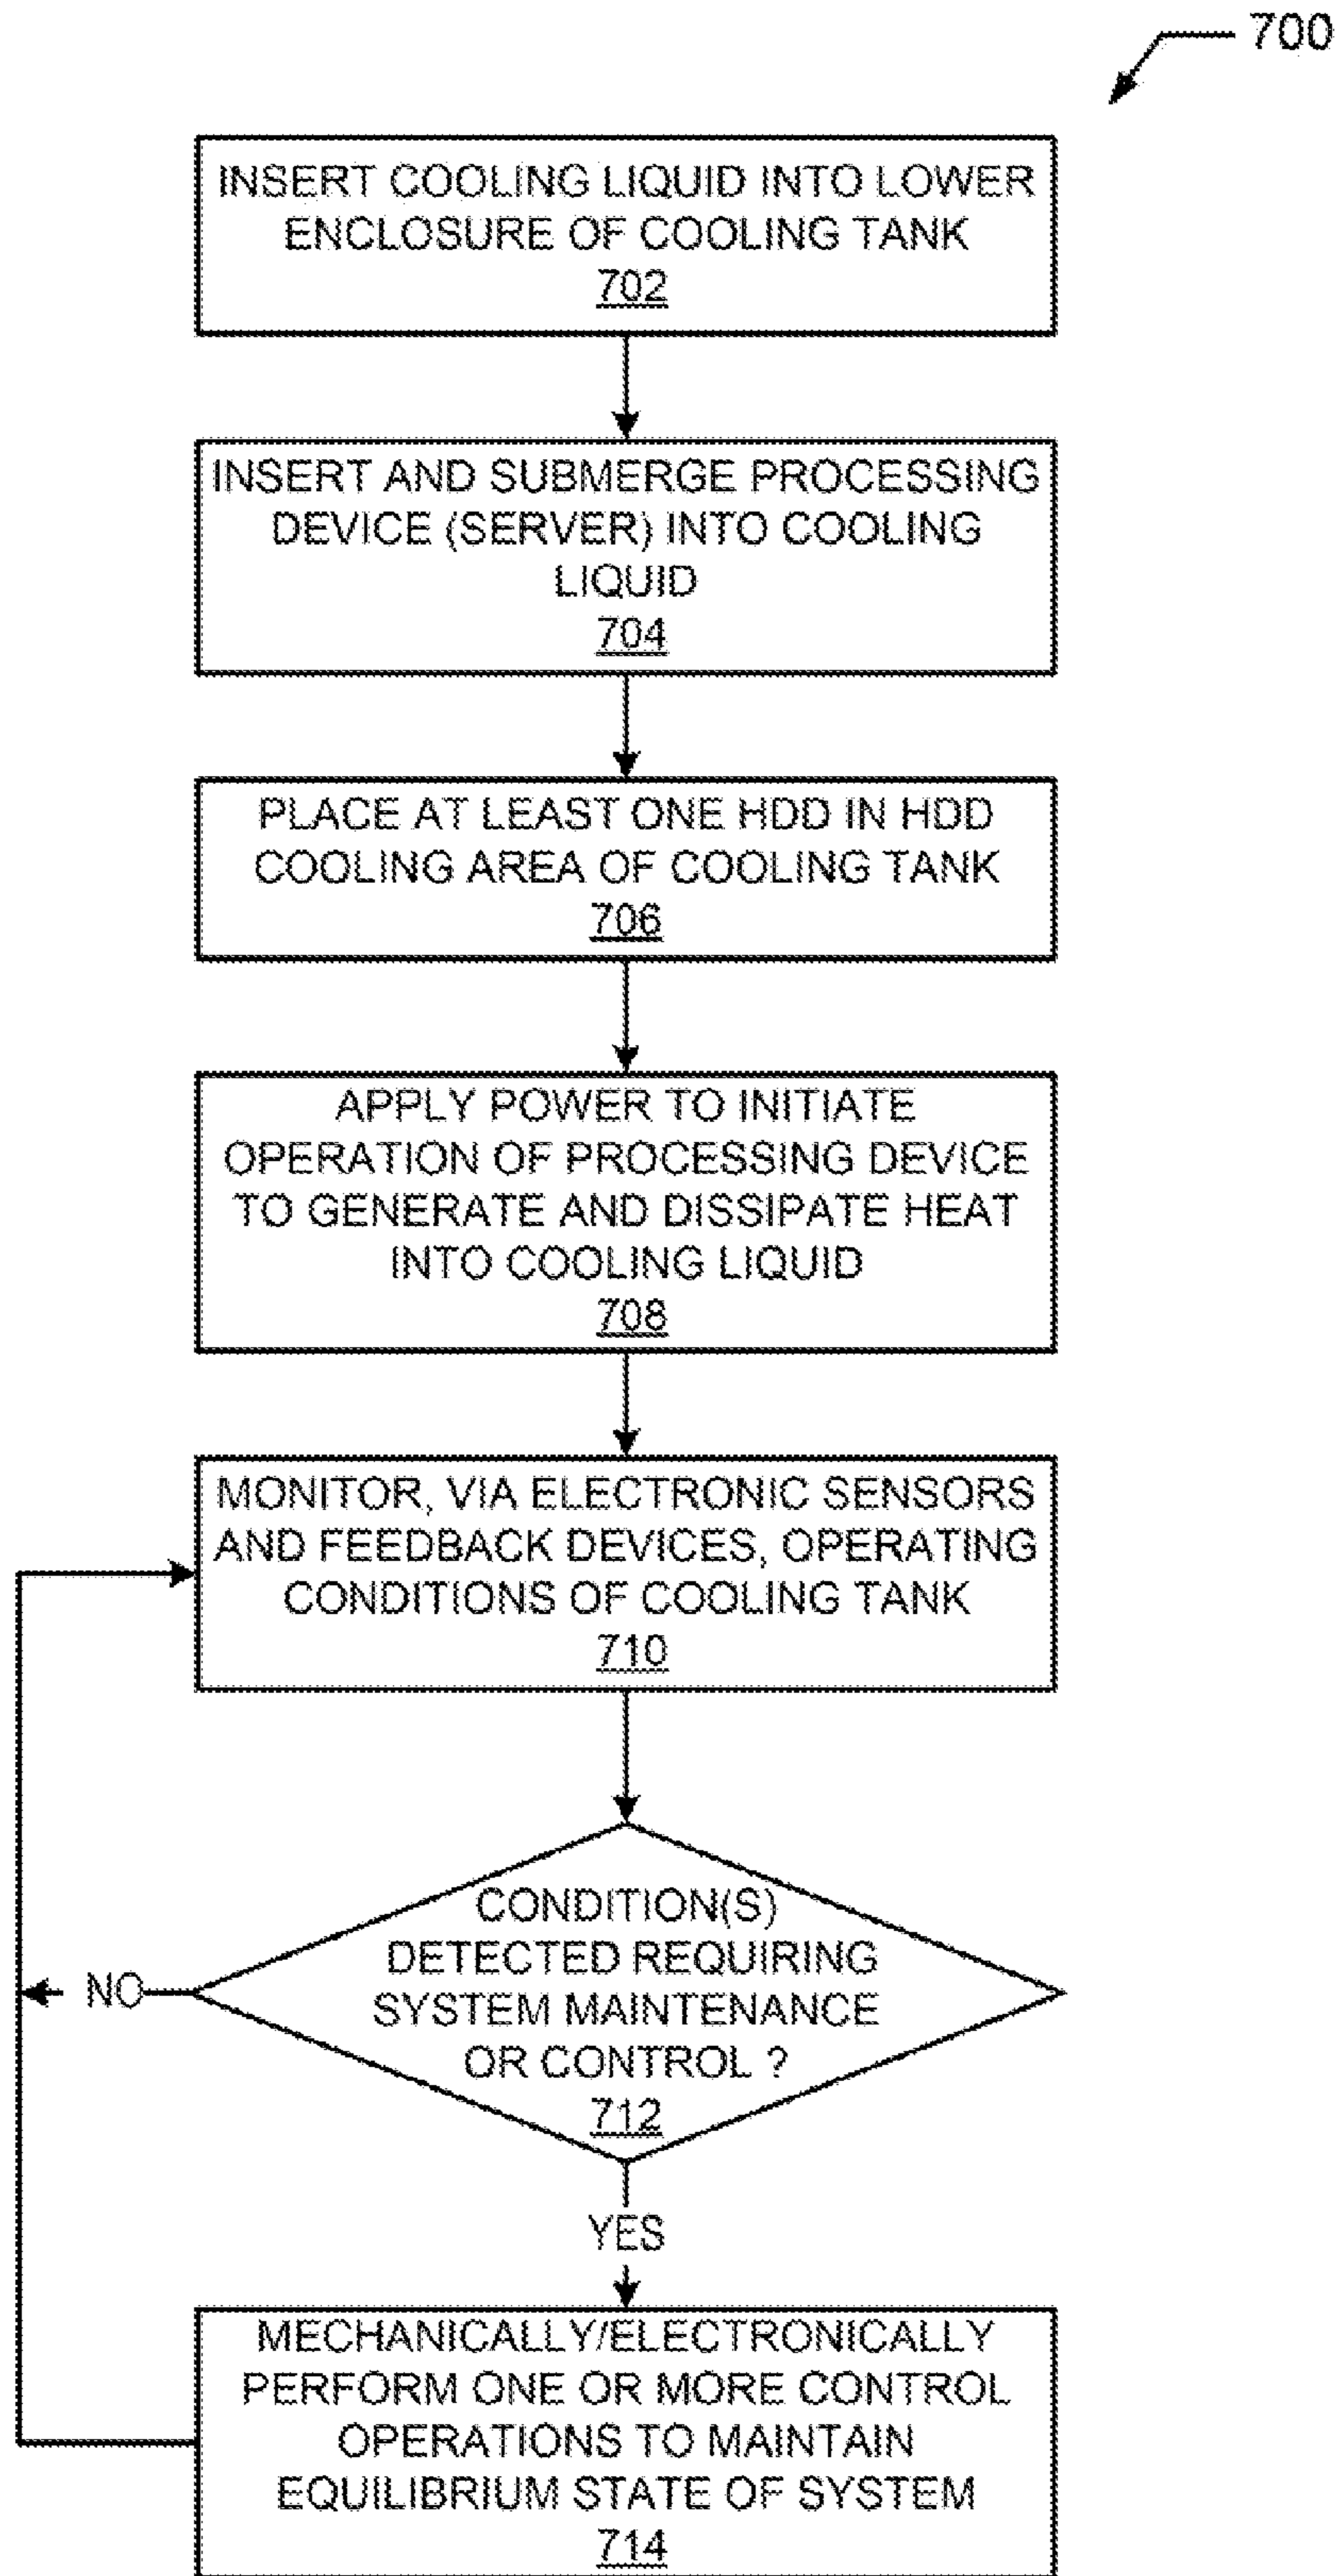 700
INSERT COOLING LIQUID INTO LOWER
ENCLOSURE OF COOLING TANK
702
INSERT AND SUBMERGE PROCESSING
DEVICE (SERVER) INTO COOLING
LIQUID
704
PLACE AT LEAST ONE HDD IN HDD
COOLING AREA OF COOLING TANK
706
APPLY POWER TO INITIATE
OPERATION OF PROCESSING DEVICE
TO GENERATE AND DISSIPATE HEAT
INTO COOLING LIQUID
708
MONITOR, VIA ELECTRONIC SENSORS
AND FEEDBACK DEVICES, OPERATING
CONDITIONS OF COOLING TANK
710
CONDITION(S)
DETECTED REQUIRING
SYSTEM MAINTENANCE
OR CONTROL ?
712
NO
YES
MECHANICALLY/ELECTRONICALLY
PERFORM ONE OR MORE CONTROL
OPERATIONS TO MAINTAIN
EQUILIBRIUM STATE OF SYSTEM
714